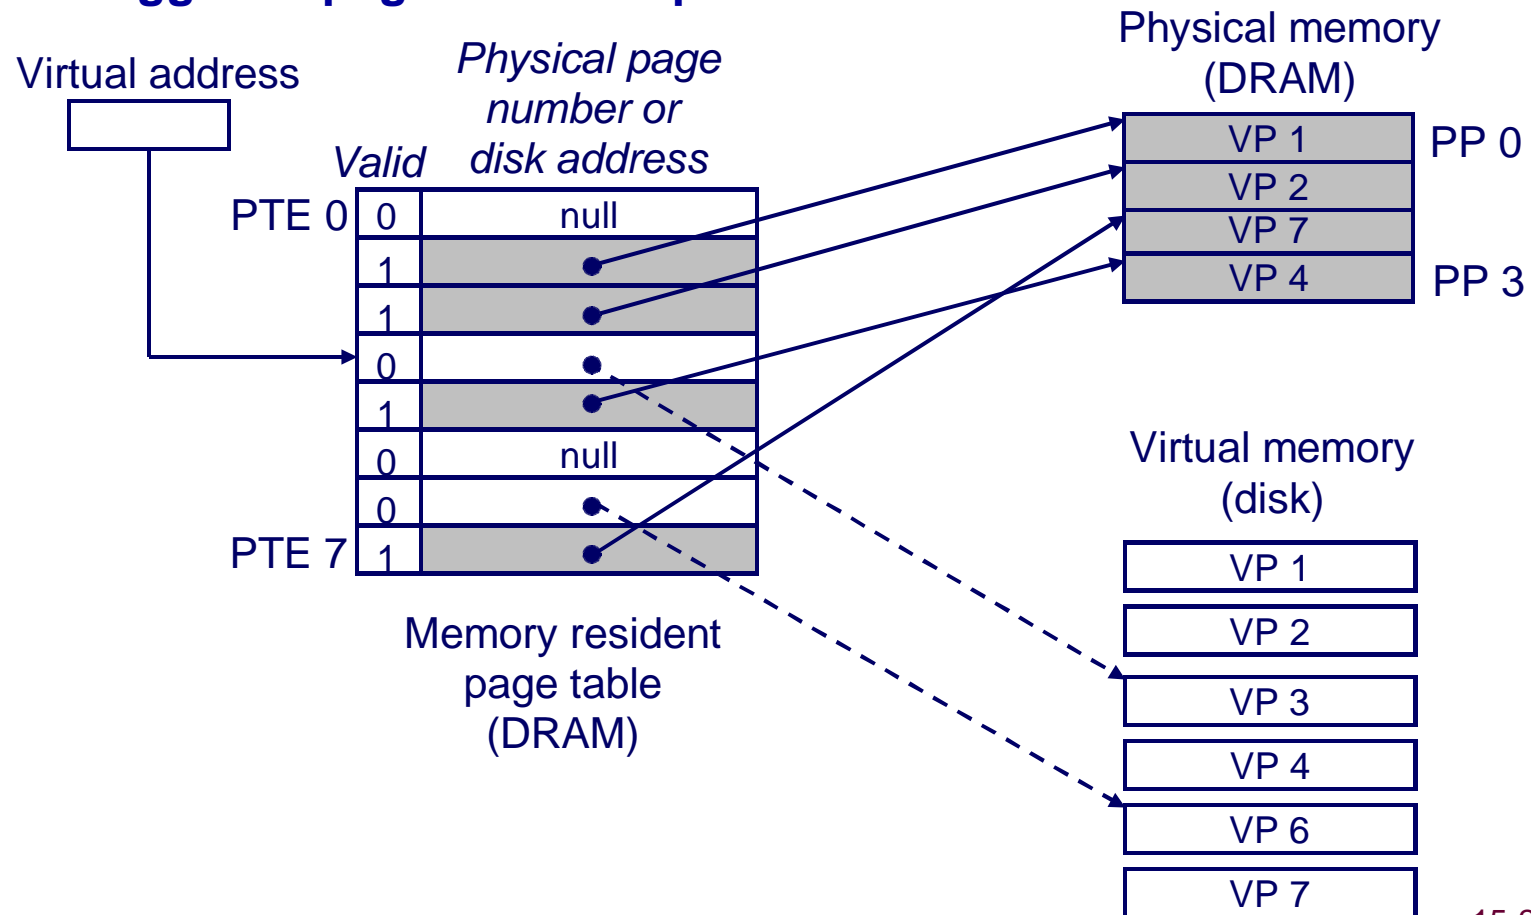 Physical memory
(DRAM)
Virtual address
Physical page
number or
disk address
Valid
PTE 0
0
null
1
1
0
1
0
null
0
PTE 7
1
Memory resident
page table
(DRAM)
VP 1
PP 0
VP 2
VP 7
VP 4
PP 3
Virtual memory
(disk)
VP 1
VP 2
VP 3
VP 4
VP 6
VP 7